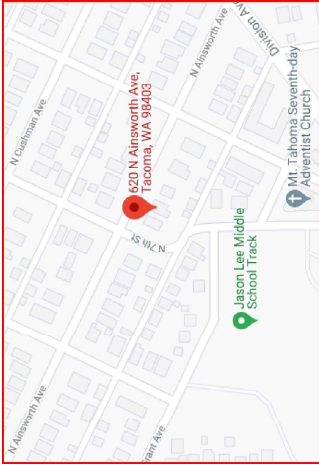 N Cushman Ave
N Ainsworth Ave
Division Ave
620 N Ainsworth Ave,
Tacoma, WA 98403
N 7th St
Mt. Tahoma Seventh-day
Adventist Church
Jason Lee Middle
School Track
N Ainsworth Ave
Grant Ave